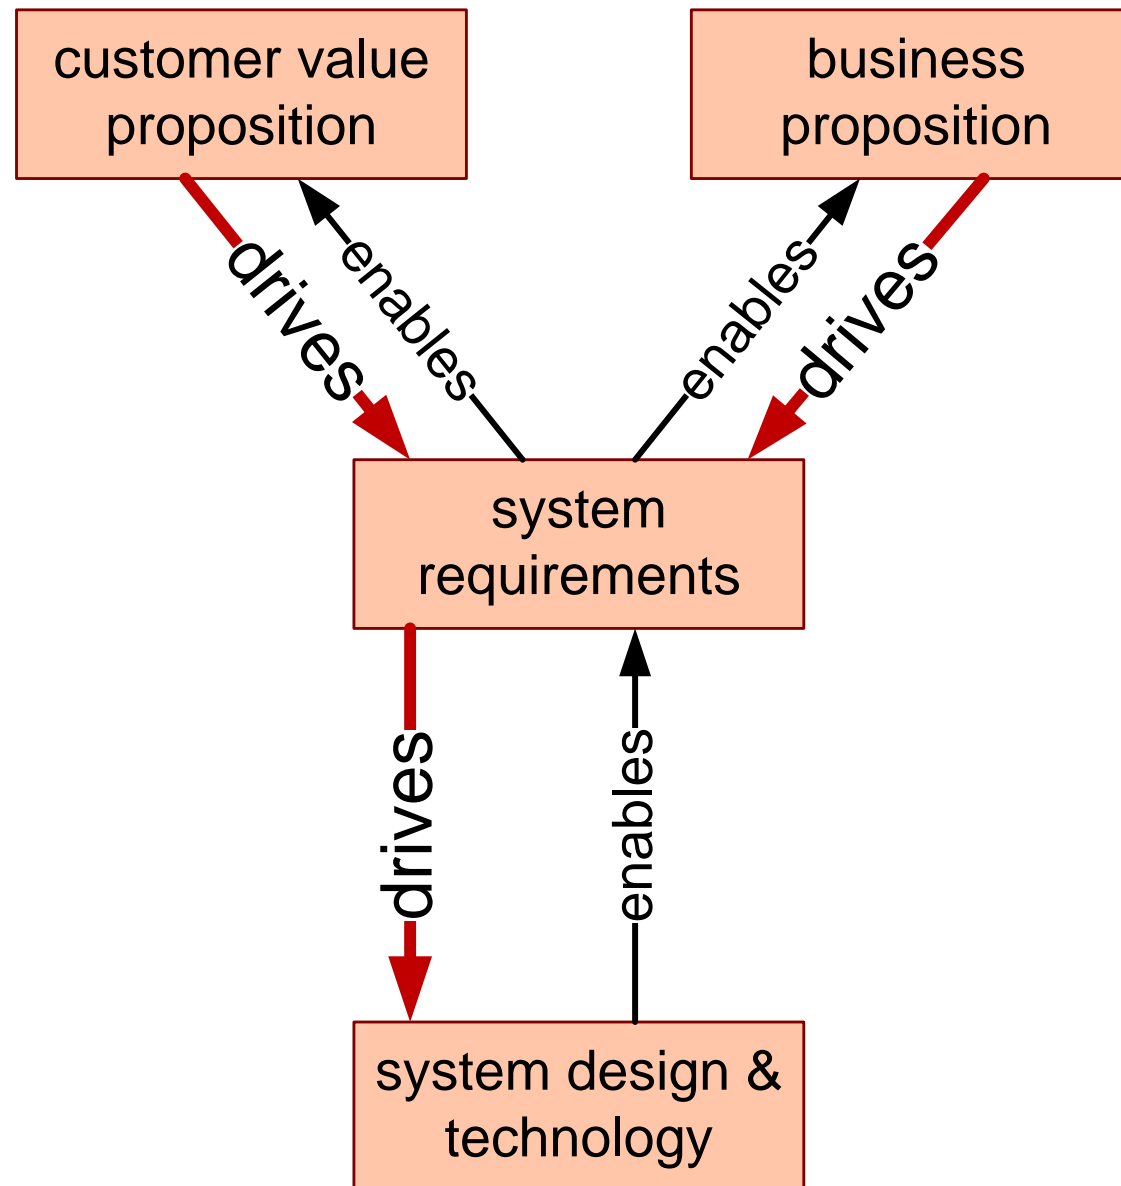 customer value
proposition
business
proposition
drives
enables
enables
drives
system
requirements
drives
enables
system design &
technology